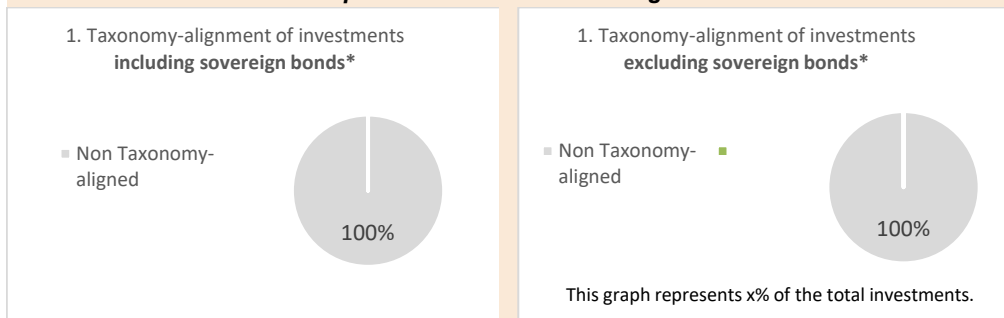 1. Taxonomy-alignment of investments
including sovereign bonds*
Non Taxonomy-
aligned
100%
1. Taxonomy-alignment of investments
excluding sovereign bonds*
Non Taxonomy-
aligned
100%
This graph represents x% of the total investments.